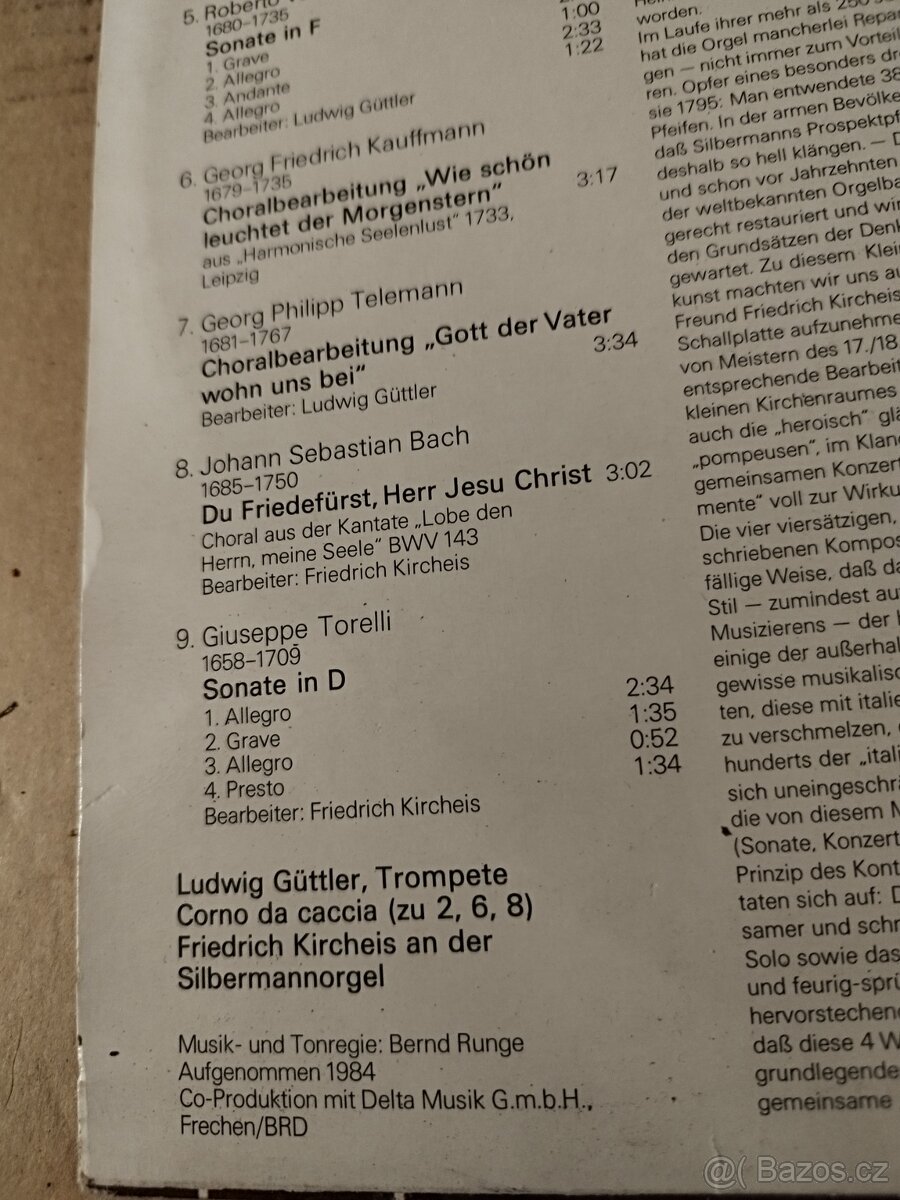 5. Roberto
1680–1735
Sonate in F
1. Grave 1:00
2. Allegro 2:33
3. Andante 1:22
4. Allegro
Bearbeiter: Ludwig Güttler
6. Georg Friedrich Kauffmann
1679–1735
Choralbearbeitung „Wie schön 3:17
leuchtet der Morgenstern“
aus „Harmonische Seelenlust“ 1733,
Leipzig
7. Georg Philipp Telemann
1681–1767
Choralbearbeitung „Gott der Vater 3:34
wohn uns bei“
Bearbeiter: Ludwig Güttler
8. Johann Sebastian Bach
1685–1750
Du Friedefürst, Herr Jesu Christ 3:02
Choral aus der Kantate „Lobe den
Herrn, meine Seele“ BWV 143
Bearbeiter: Friedrich Kircheis
9. Giuseppe Torelli
1658–1709
Sonate in D
1. Allegro 2:34
2. Grave 1:35
3. Allegro 0:52
4. Presto 1:34
Bearbeiter: Friedrich Kircheis
Ludwig Güttler, Trompete
Corno da caccia (zu 2, 6, 8)
Friedrich Kircheis an der
Silbermannorgel
Musik- und Tonregie: Bernd Runge
Aufgenommen 1984
Co-Produktion mit Delta Musik G.m.b.H.,
Frechen/BRD
worden.
Im Laufe ihrer mehr als 250
hat die Orgel mancherlei Repa
gen – nicht immer zum Vorteil
ren. Opfer eines besonders dr
sie 1795: Man entwendete 38
Pfeifen. In der armen Bevölke
daß Silbermanns Prospektpf
deshalb so hell klängen. – D
und schon vor Jahrzehnten
der weltbekannten Orgelba
gerecht restauriert und wir
den Grundsätzen der Denk
gewartet. Zu diesem Klein
kunst machten wir uns au
Freund Friedrich Kircheis
Schallplatte aufzunehme
von Meistern des 17./18
entsprechende Bearbeit
kleinen Kirchenraumes
auch die „heroisch“ glä
„pompeusen“, im Klan
gemeinsamen Konzert
mente“ voll zur Wirku
Die vier viersätzigen,
schriebenen Kompos
fällige Weise, daß da
Stil – zumindest au
Musizierens – der
einige der außerhal
gewisse musikalisc
ten, diese mit italie
zu verschmelzen,
hunderts der „itali
sich uneingeschrä
die von diesem M
(Sonate, Konzert
Prinzip des Kont
taten sich auf: D
samer und schr
Solo sowie das
und feurig-sprü
hervorstechen
daß diese 4 W
grundlegende
gemeinsame
@( Bazos.cz